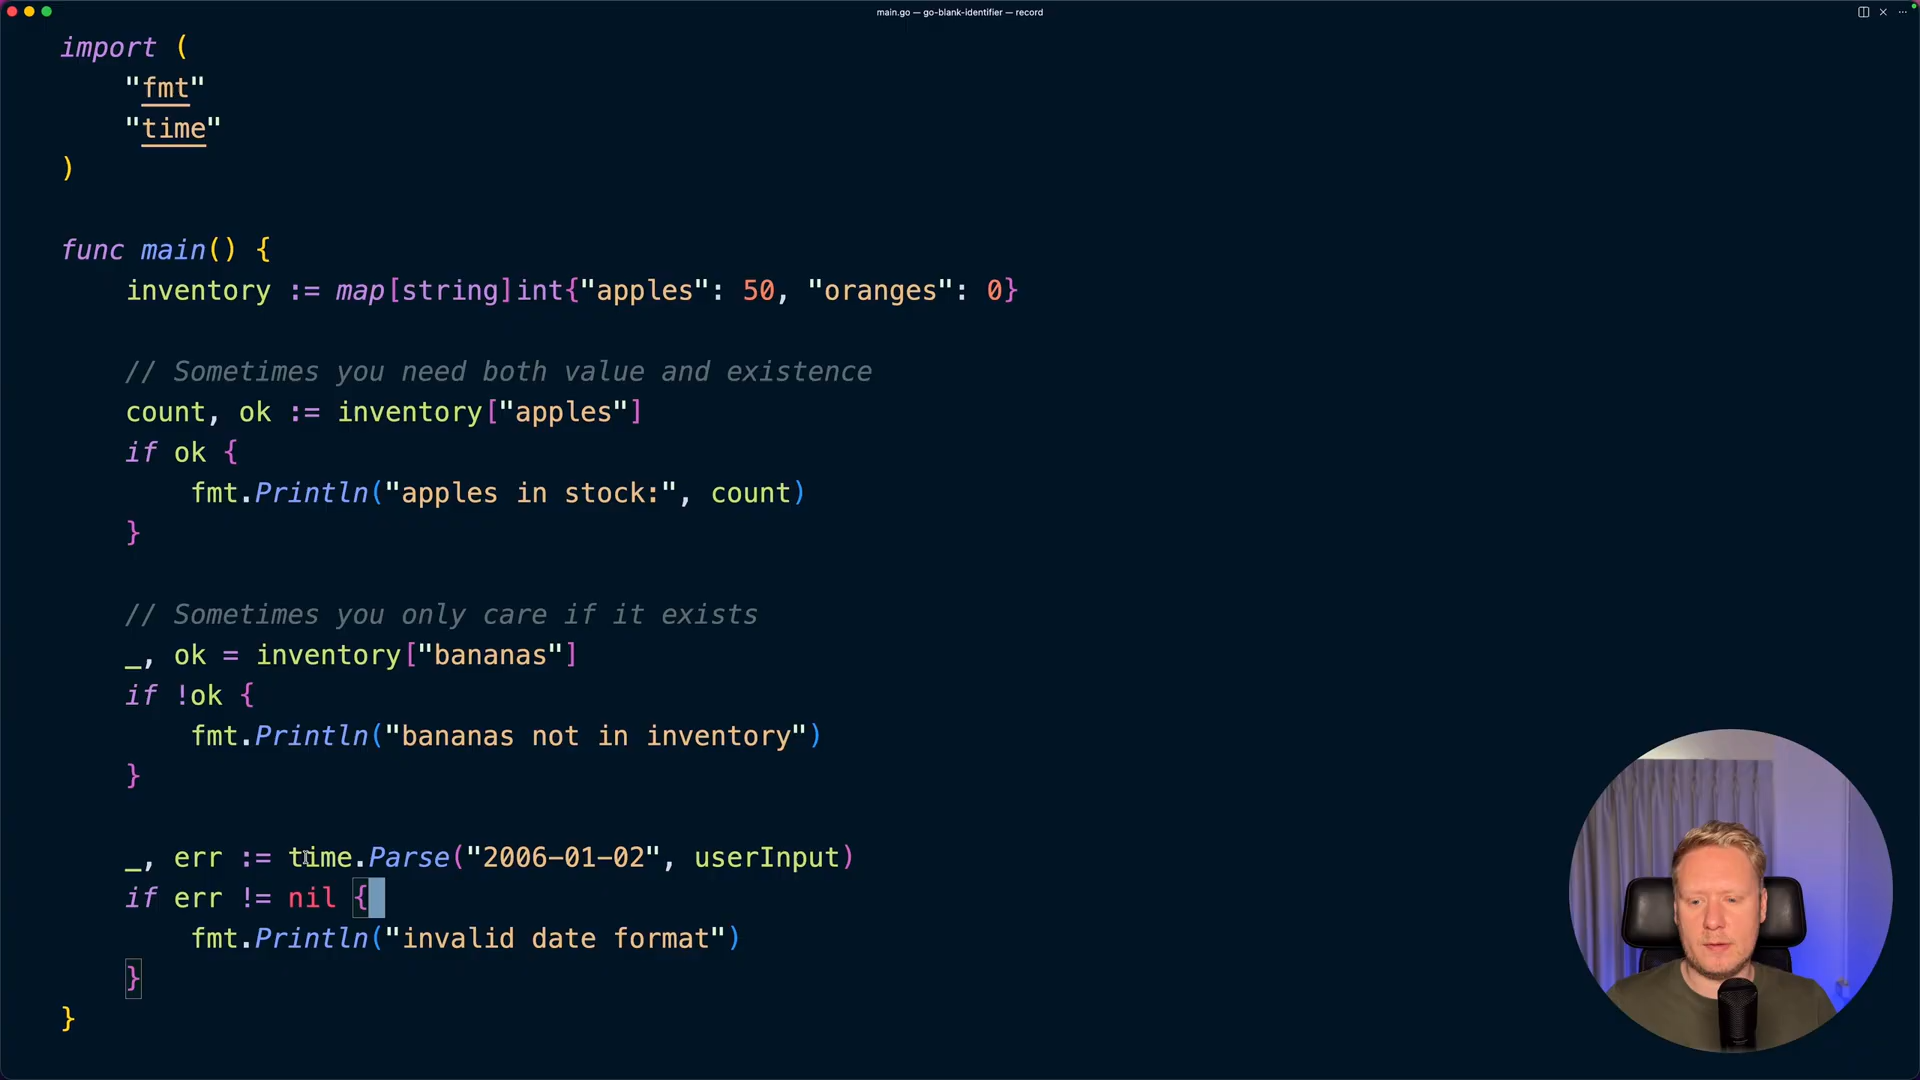 main.go — go-blank-identifier — record
import (
"fmt"
"time"
)
func main() {
inventory := map[string]int{"apples": 50, "oranges": 0}
// Sometimes you need both value and existence
count, ok := inventory["apples"]
if ok {
fmt.Println("apples in stock:", count)
}
// Sometimes you only care if it exists
_, ok = inventory["bananas"]
if !ok {
fmt.Println("bananas not in inventory")
}
_, err := time.Parse("2006-01-02", userInput)
if err != nil {
fmt.Println("invalid date format")
}
}